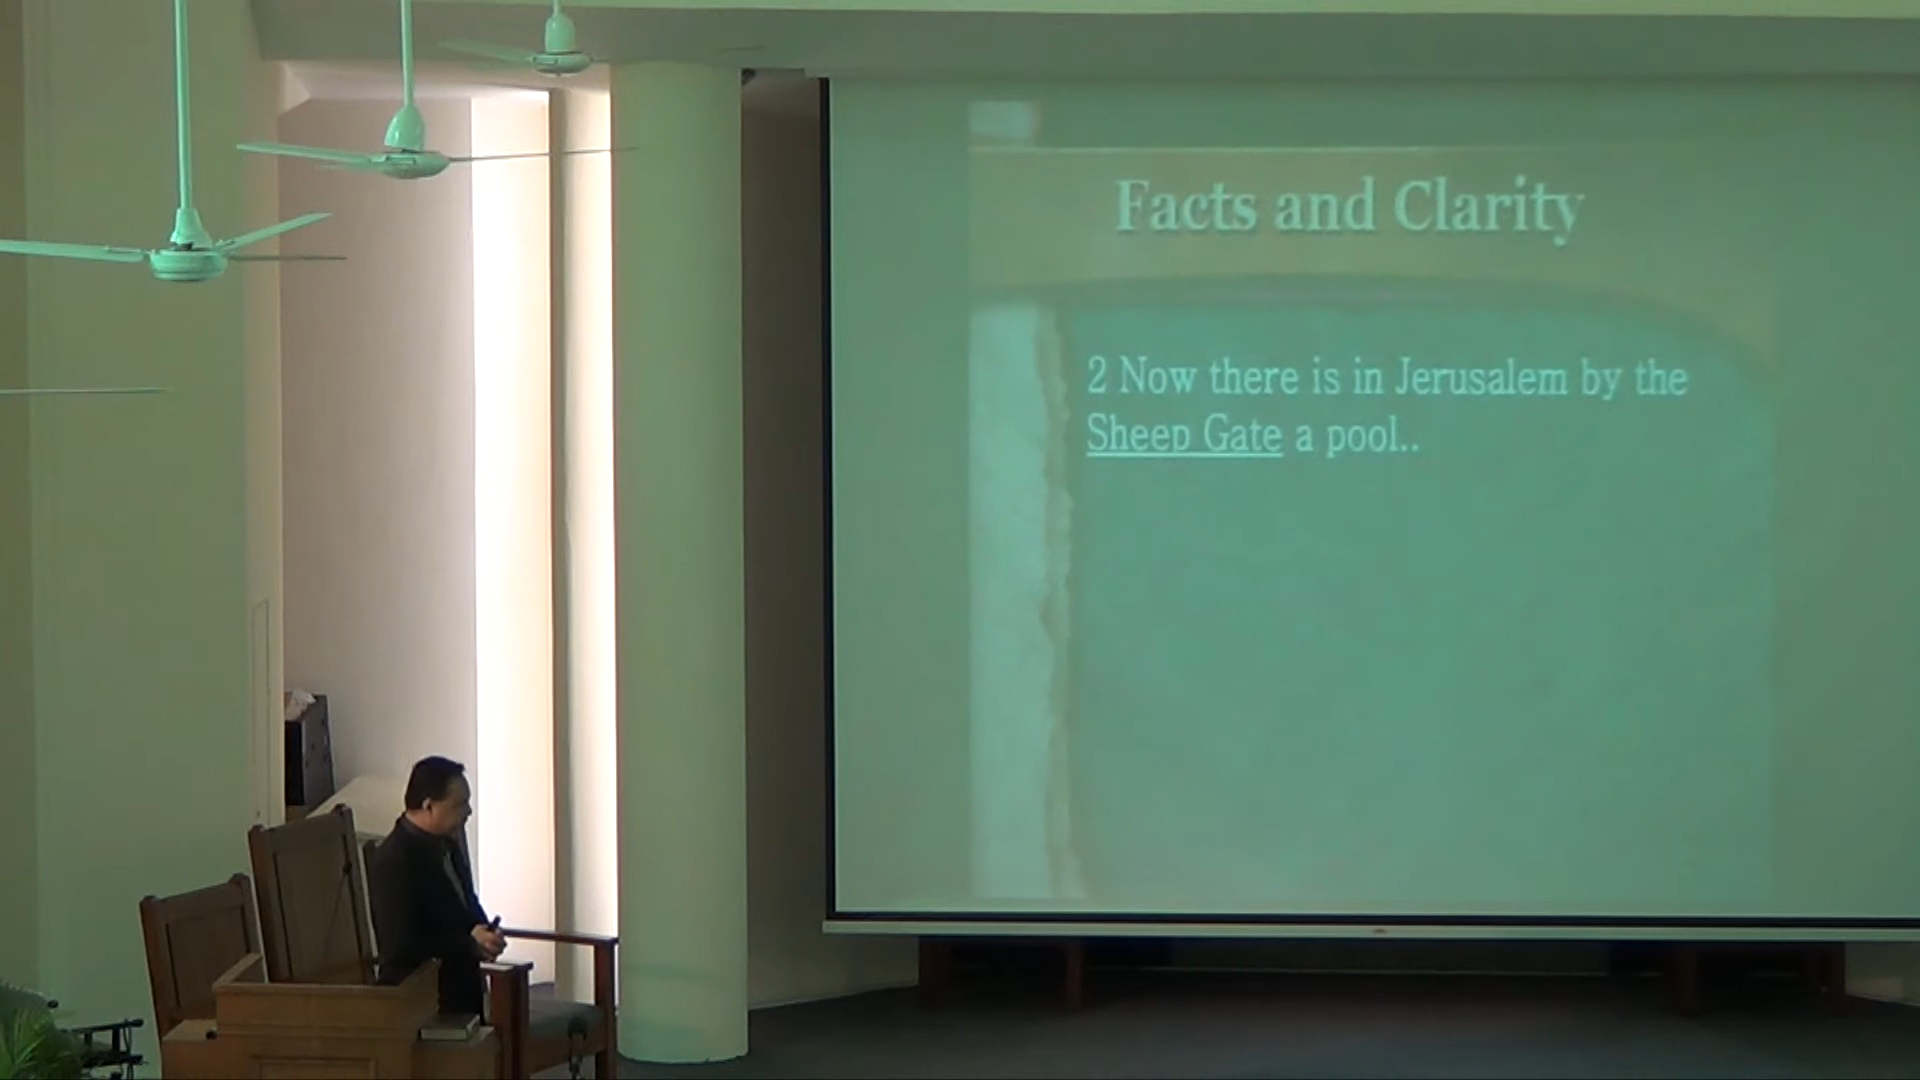 Facts and Clarity
2 Now there is in Jerusalem by the
Sheep Gate a pool..